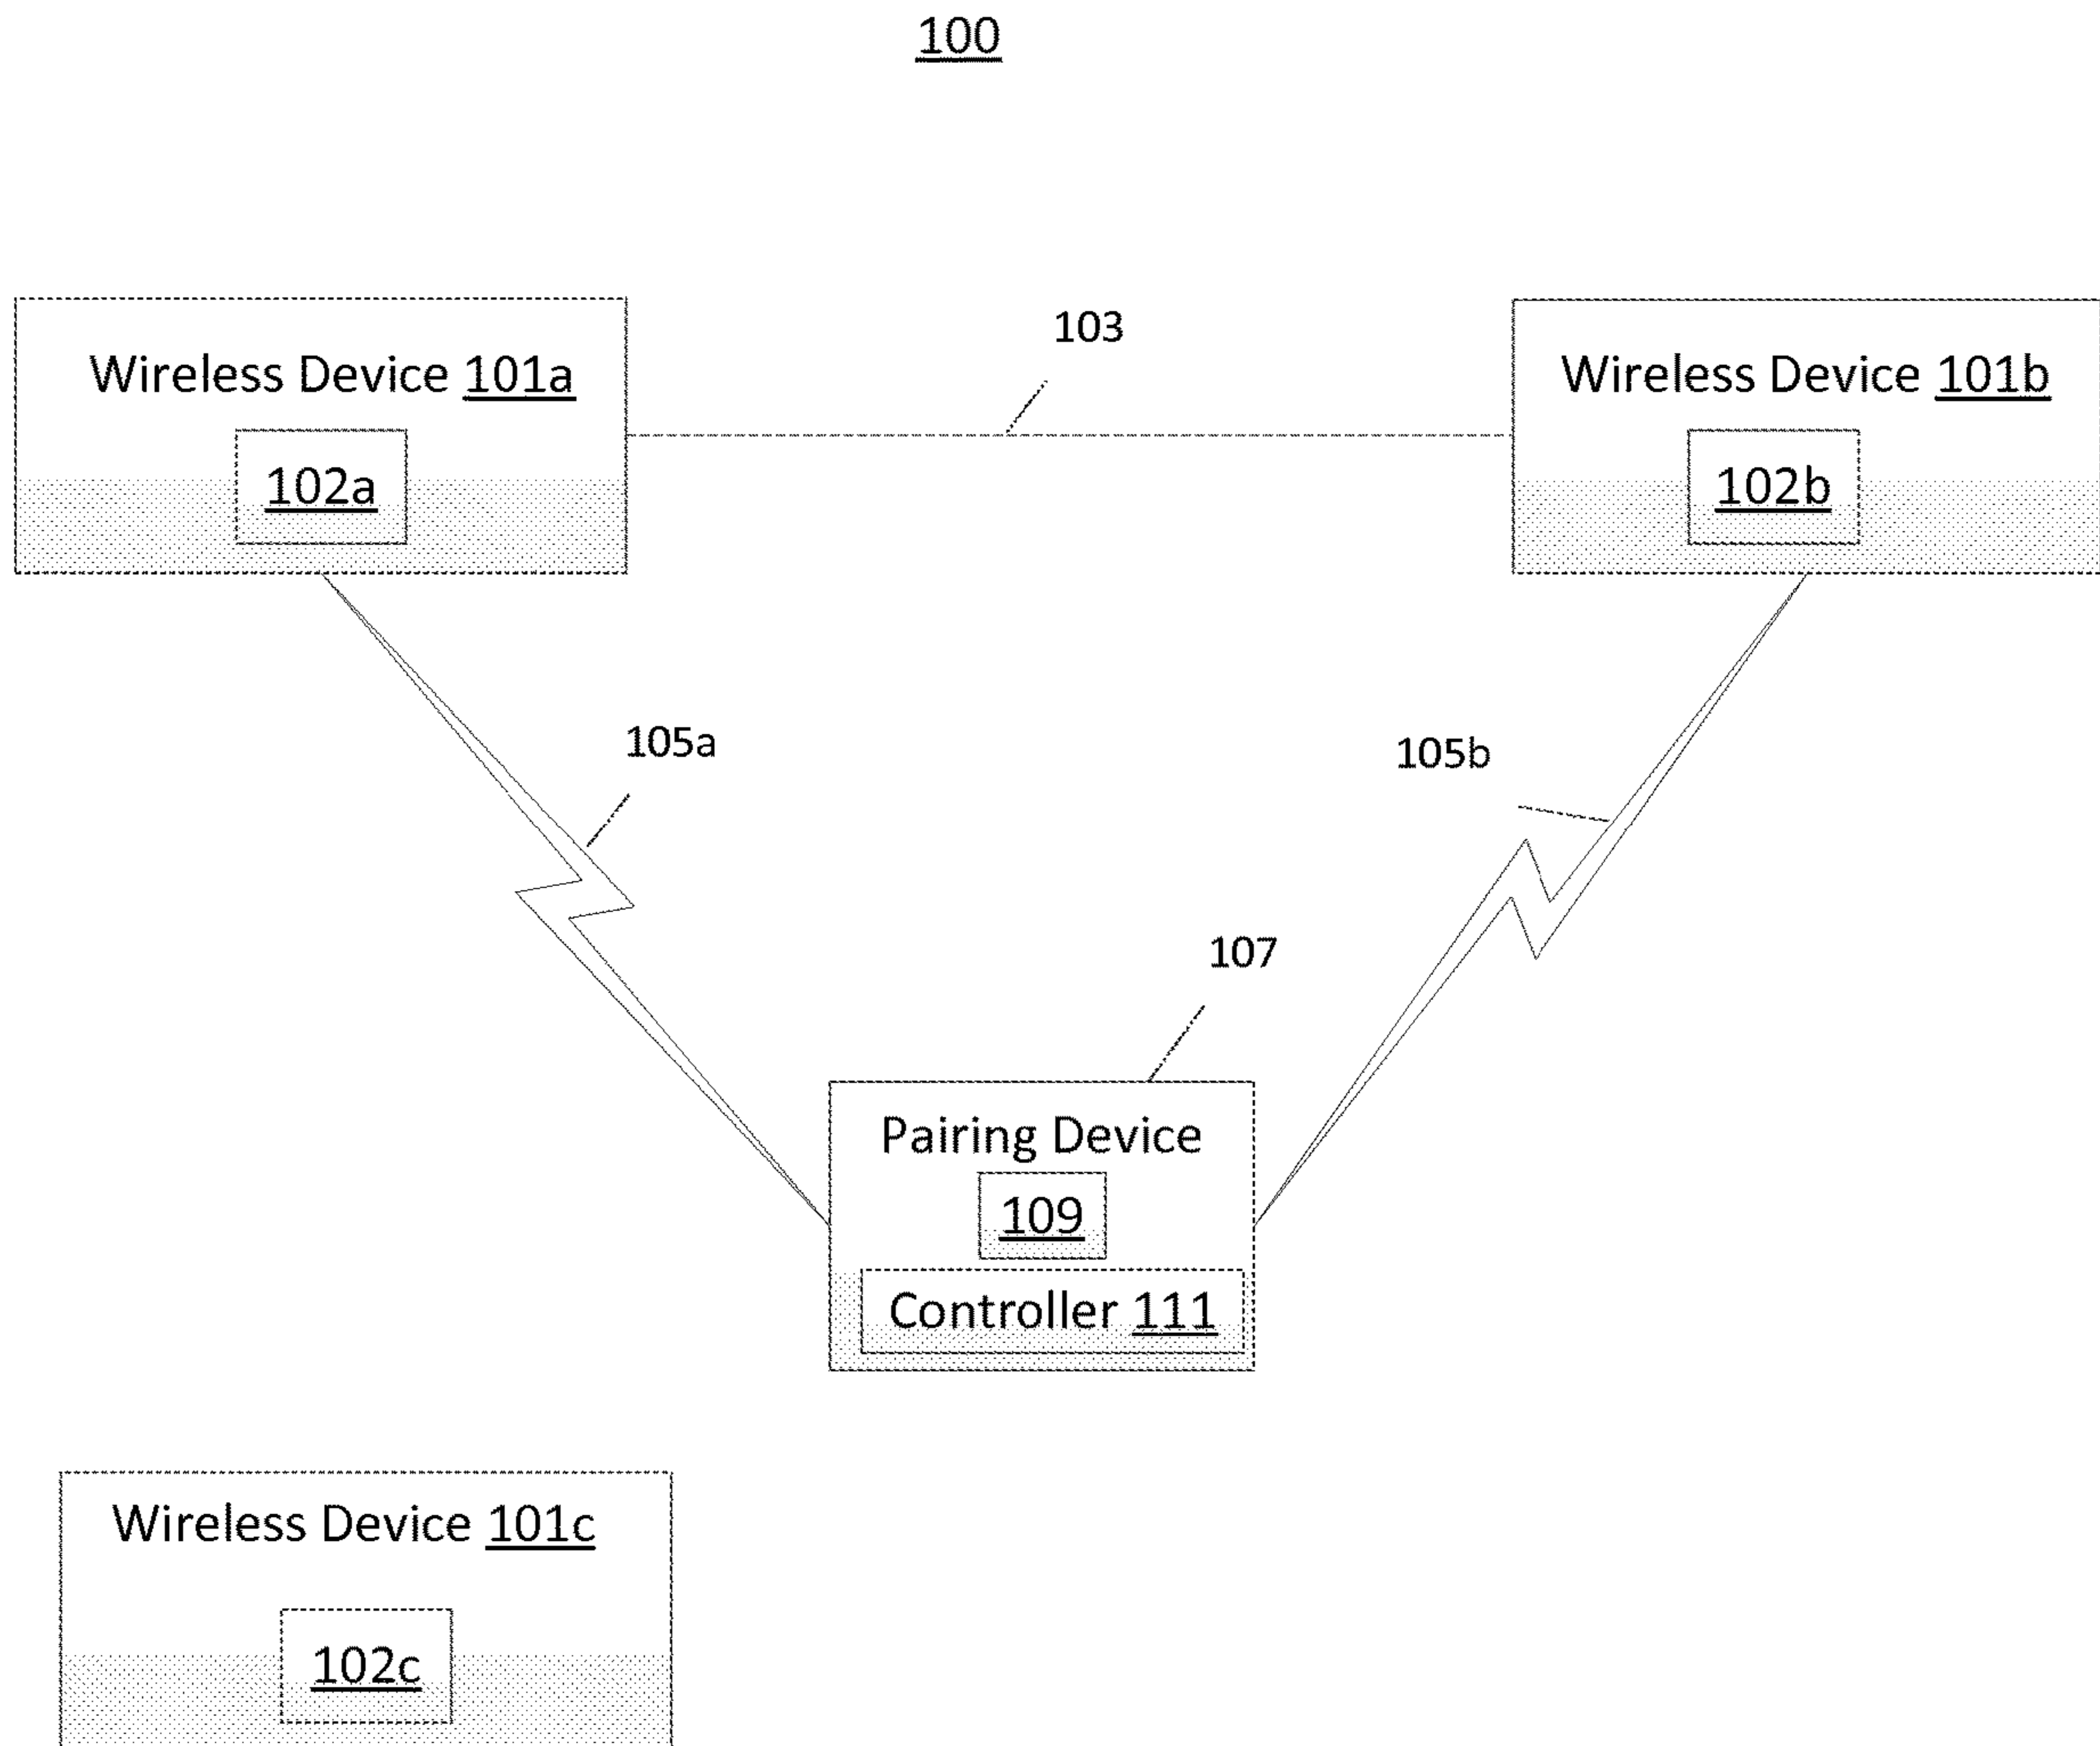 100
103
Wireless Device 101a
Wireless Device 101b
102a
102b
105a
105b
107
Pairing Device
109
Controller 111
Wireless Device 101c
102c